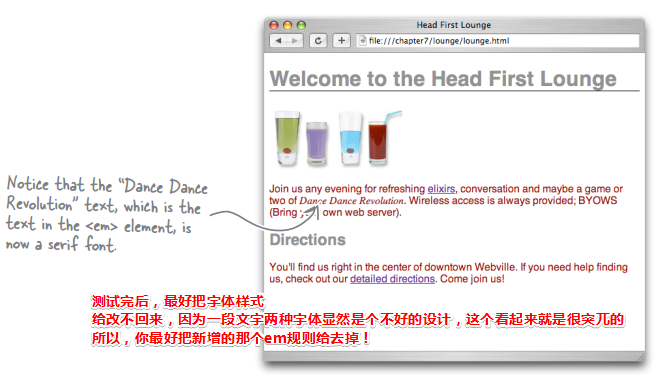 Head First Lounge
file:///chapter7/lounge/lounge.html
Welcome to the Head First Lounge
Notice that the “Dance Dance
Revolution” text, which is the
text in the <em> element, is
now a serif font.
Join us any evening for refreshing elixirs, conversation and maybe a game or
two of Dance Dance Revolution. Wireless access is always provided; BYOWS
(Bring your own web server).
Directions
You'll find us right in the center of downtown Webville. If you need help finding
us, check out our detailed directions. Come join us!
测试完后，最好把字体样式
给改不回来，因为一段文字两种字体显然是个不好的设计，这个看起来就是很突兀的
所以，你最好把新增的那个em规则给去掉！